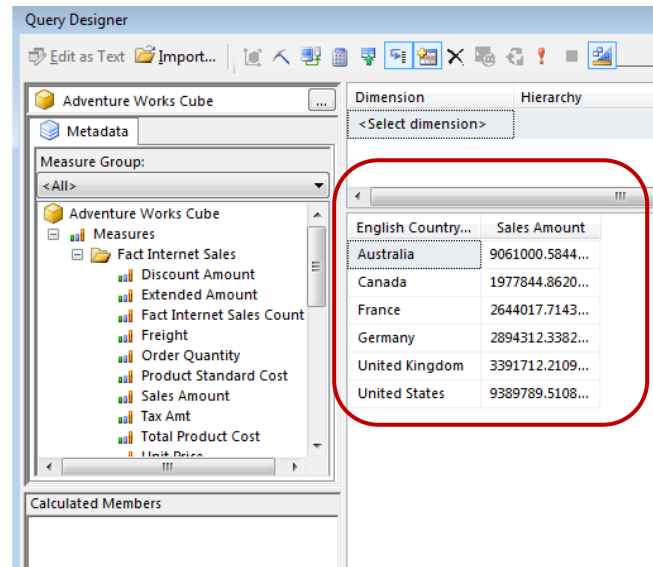 Query Designer
Edit as Text Import...
Adventure Works Cube ...
Metadata
Measure Group:
<All>
Adventure Works Cube
Measures
Fact Internet Sales
Discount Amount
Extended Amount
Fact Internet Sales Count
Freight
Order Quantity
Product Standard Cost
Sales Amount
Tax Amt
Total Product Cost
Unit Price
Calculated Members
Dimension Hierarchy
<Select dimension>
English Country... Sales Amount
Australia 9061000.5844...
Canada 1977844.8620...
France 2644017.7143...
Germany 2894312.3382...
United Kingdom 3391712.2109...
United States 9389789.5108...